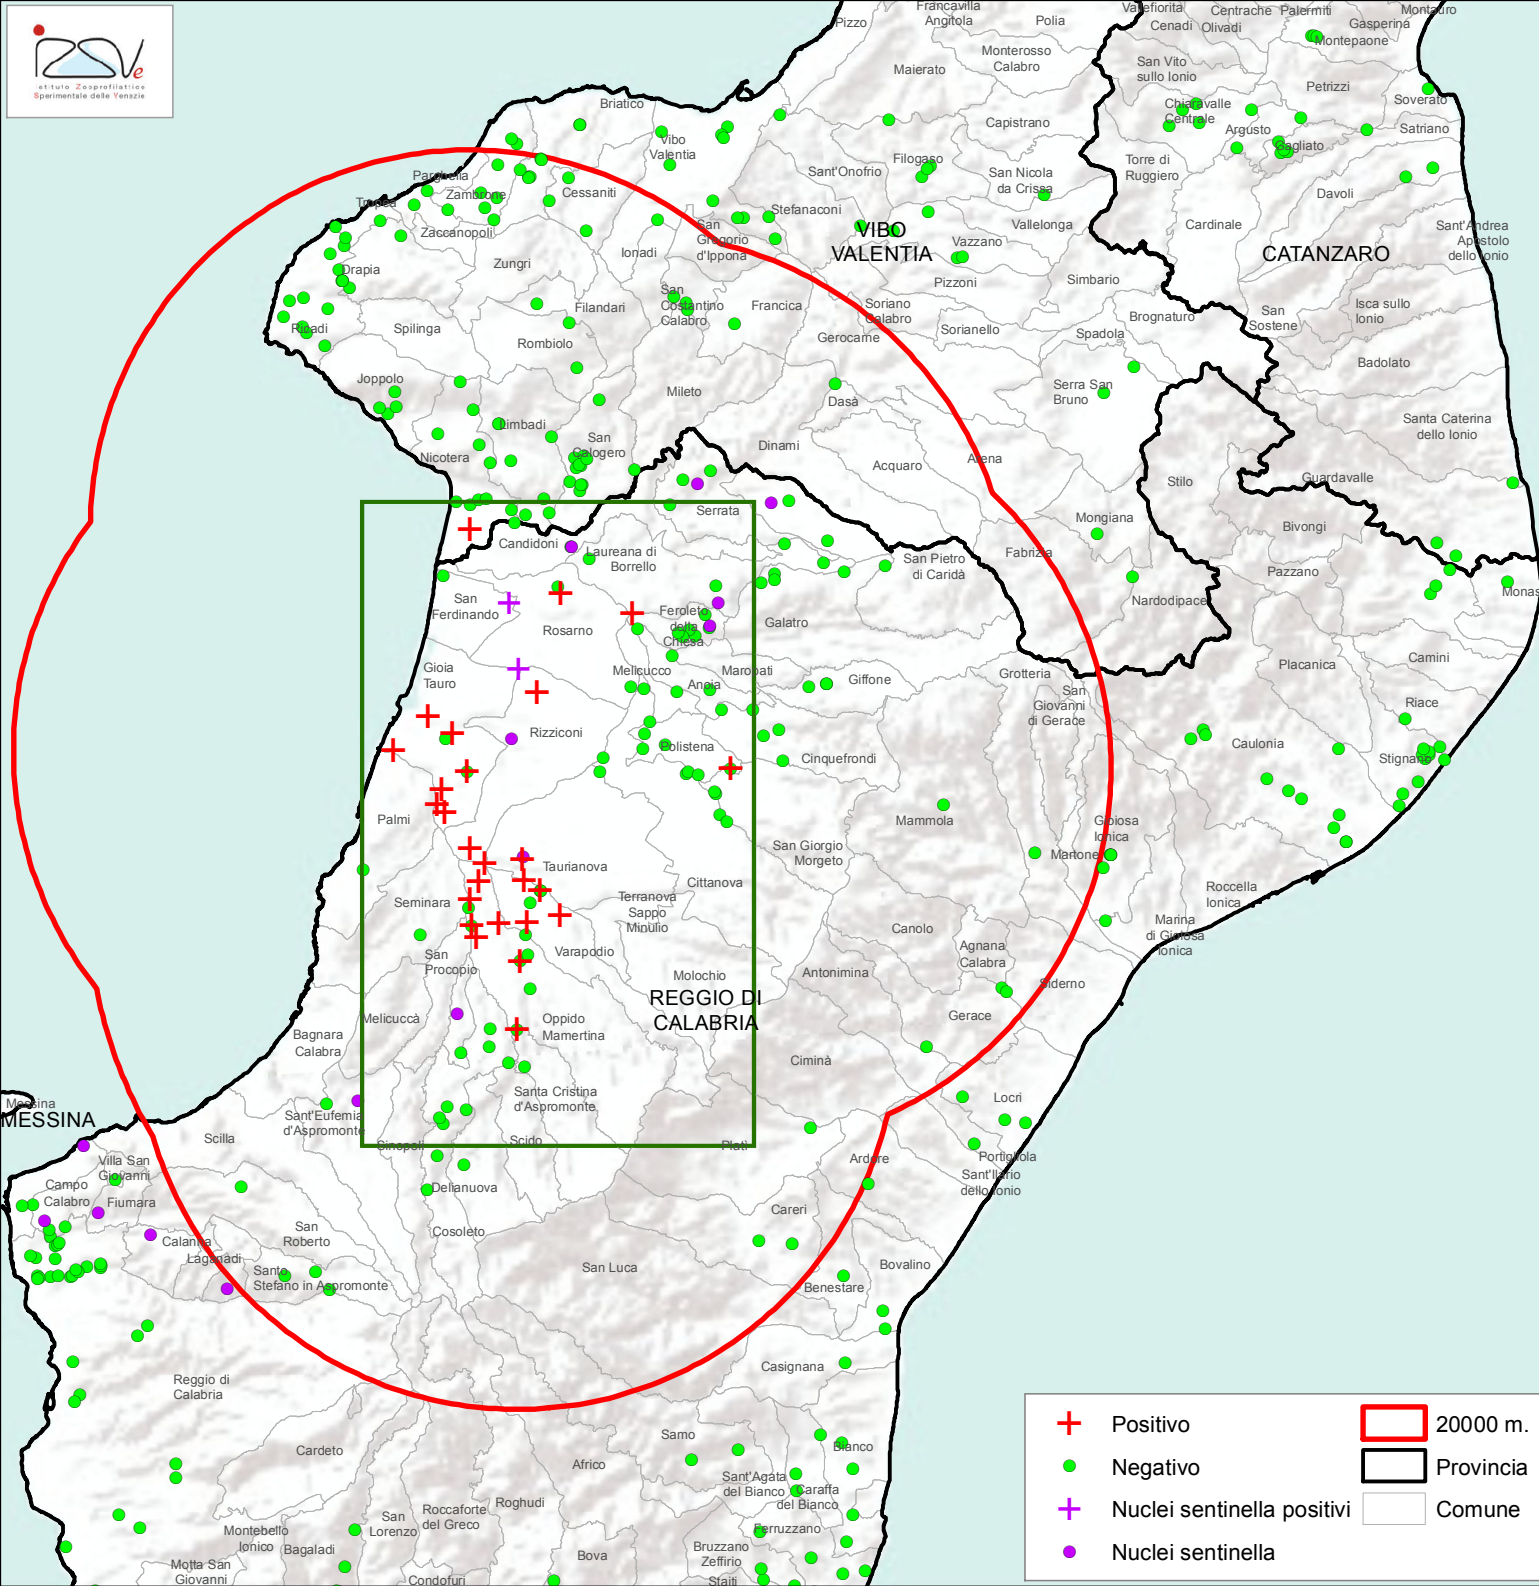 IZSVe
Istituto Zooprofilattico
Sperimentale delle Venezie
Pizzo
Francavilla
Angitola
Polia
Vallefiorita
Cenadi
Olivadi
Centrache
Palermiti
Gasperina
Montauro
Montepaone
Monterosso
Calabro
Maierato
San Vito
sullo Ionio
Petrizzi
Soverato
Briatico
Vibo
Valentia
Capistrano
Chiaravalle
Centrale
Argusto
Gagliato
Satriano
Sant'Onofrio
Filogaso
San Nicola
da Crissa
Torre di
Ruggiero
Davoli
Parghelia
Tropea
Zambrone
Cessaniti
Zaccanopoli
San
Gregorio
d'Ippona
Stefanaconi
Vallelonga
Cardinale
Sant'Andrea
Apostolo
dello Ionio
VIBO
VALENTIA
Vazzano
CATANZARO
Ionadi
Zungri
Drapia
Pizzoni
Simbario
San
Costantino
Calabro
Filandari
Francica
Soriano
Calabro
Sorianello
Brognaturo
San
Sostene
Isca sullo
Ionio
Ricadi
Spilinga
Rombiolo
Gerocarne
Spadola
Badolato
Joppolo
Mileto
Dasà
Serra San
Bruno
Santa Caterina
dello Ionio
Limbadi
San
Calogero
Dinami
Nicotera
Acquaro
Arena
Stilo
Guardavalle
Serrata
Mongiana
Bivongi
Candidoni
Laureana di
Borrello
San Pietro
di Caridà
Fabrizia
Pazzano
Monas
San
Ferdinando
Rosarno
Feroleto
della
Chiesa
Galatro
Nardodipace
Gioia
Tauro
Melicucco
Anoia
Maropati
Giffone
Grotteria
San
Giovanni
di Gerace
Placanica
Camini
Riace
Rizziconi
Polistena
Cinquefrondi
Caulonia
Stignano
Palmi
Mammola
Gioiosa
Ionica
San Giorgio
Morgeto
Martone
Taurianova
Cittanova
Roccella
Ionica
Seminara
Terranova
Sappo
Minulio
Canolo
Marina
di Gioiosa
Ionica
San
Procopio
Varapodio
Agnana
Calabra
Molochio
Antonimina
Siderno
REGGIO DI
CALABRIA
Melicuccà
Oppido
Mamertina
Gerace
Bagnara
Calabra
Ciminà
Santa Cristina
d'Aspromonte
Locri
Messina
MESSINA
Sant'Eufemia
d'Aspromonte
Scilla
Sinopoli
Scido
Platì
Ardore
Portigliola
Sant'Ilario
dello Ionio
Villa San
Giovanni
Campo
Calabro
Fiumara
Delianuova
Careri
Calanna
San
Roberto
Cosoleto
Laganadi
Santo
Stefano in Aspromonte
San Luca
Bovalino
Benestare
Casignana
Reggio di
Calabria
Cardeto
Samo
Bianco
Africo
Sant'Agata
del Bianco
Caraffa
del Bianco
Roghudi
Roccaforte
del Greco
San
Lorenzo
Ferruzzano
Montebello
Ionico
Bagaladi
Bova
Bruzzano
Zeffirio
Motta San
Giovanni
Condofuri
Staiti
Positivo
20000 m.
Negativo
Provincia
Nuclei sentinella positivi
Comune
Nuclei sentinella